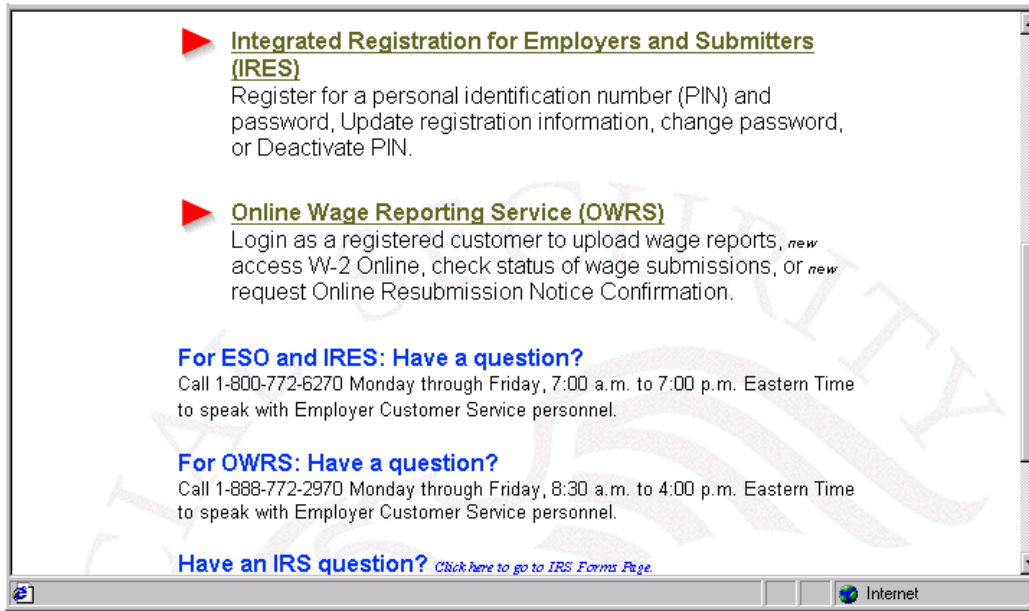 Integrated Registration for Employers and Submitters
(IRES)
Register for a personal identification number (PIN) and
password, Update registration information, change password,
or Deactivate PIN.
Online Wage Reporting Service (OWRS)
Login as a registered customer to upload wage reports, new
access W-2 Online, check status of wage submissions, or new
request Online Resubmission Notice Confirmation.
For ESO and IRES: Have a question?
Call 1-800-772-6270 Monday through Friday, 7:00 a.m. to 7:00 p.m. Eastern Time
to speak with Employer Customer Service personnel.
For OWRS: Have a question?
Call 1-888-772-2970 Monday through Friday, 8:30 a.m. to 4:00 p.m. Eastern Time
to speak with Employer Customer Service personnel.
Have an IRS question? Click here to go to IRS Forms Page.
CIAL SECURITY
Internet